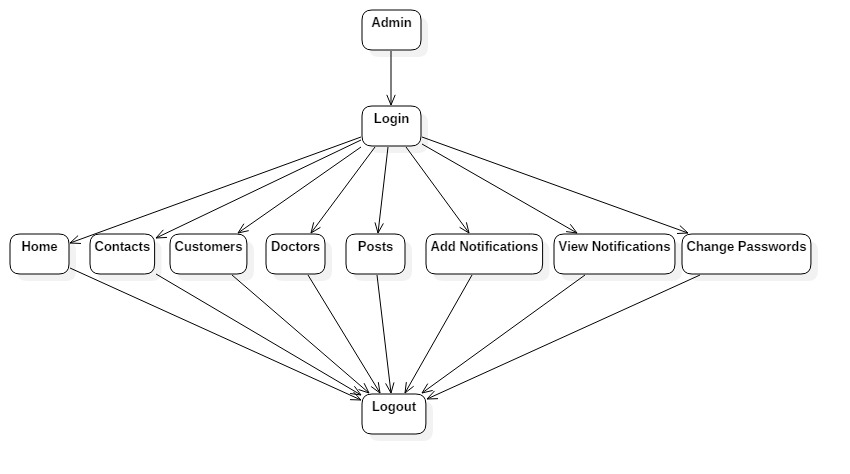 Admin
Login
Home
Contacts
Customers
Doctors
Posts
Add Notifications
View Notifications
Change Passwords
Logout